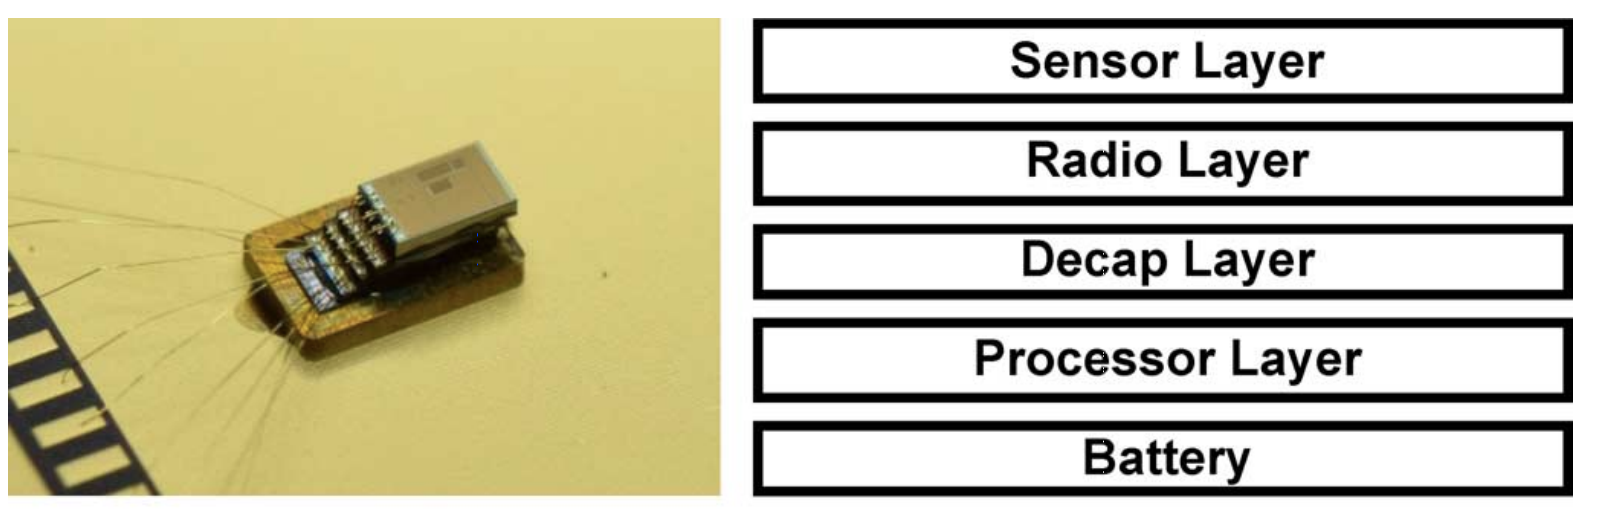 Sensor Layer
Radio Layer
Decap Layer
Processor Layer
Battery